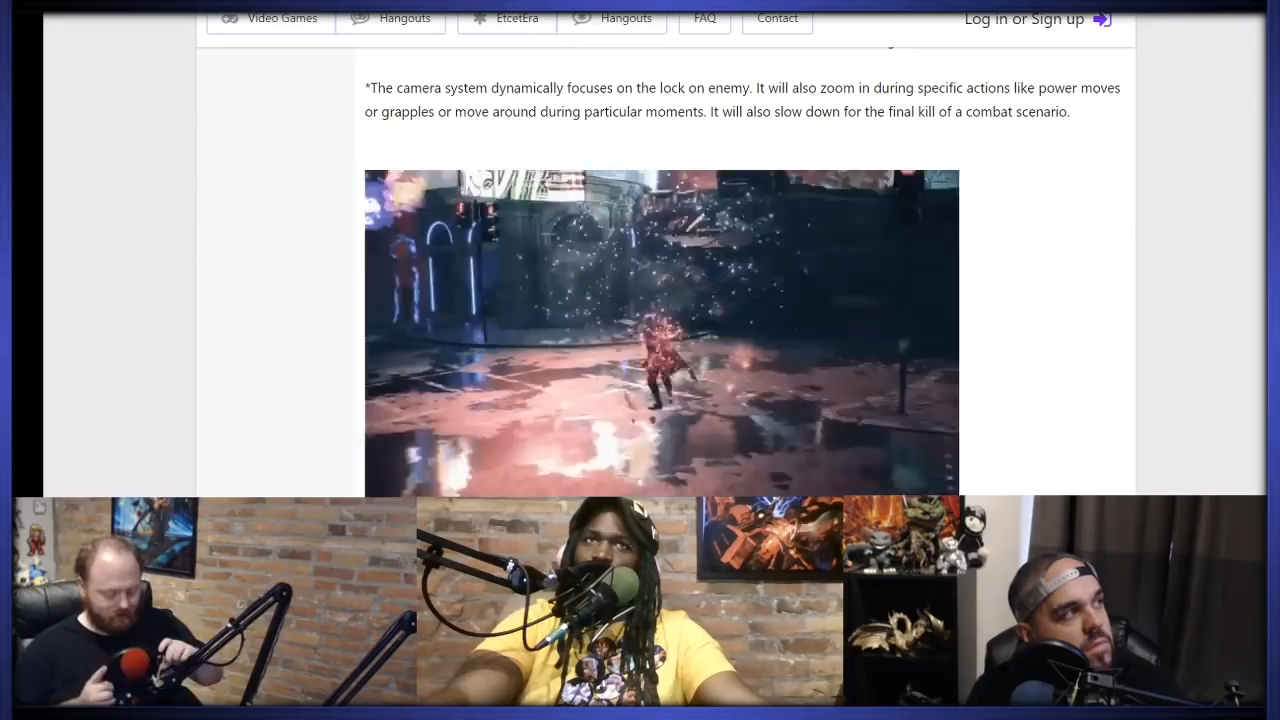 Video Games Hangouts EtcetEra Hangouts FAQ Contact Log in or Sign up
*The camera system dynamically focuses on the lock on enemy. It will also zoom in during specific actions like power moves
or grapples or move around during particular moments. It will also slow down for the final kill of a combat scenario.